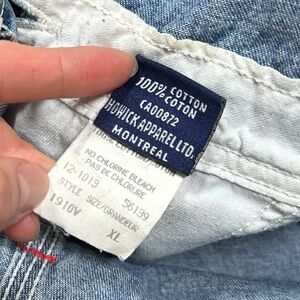 100% COTTON
COTON
CA00872
HOWICK APPAREL LTD.
MONTREAL
NO CHLORINE BLEACH
PAS DE CHLORURE
12-1013 56139
STYLE SIZE/GRANDEUR
1910V XL